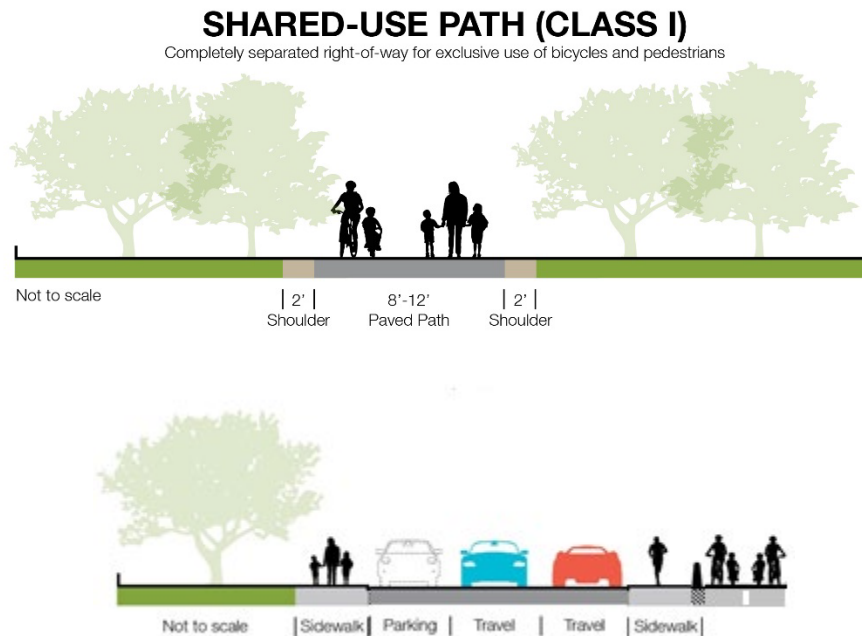 SHARED-USE PATH (CLASS I)
Completely separated right-of-way for exclusive use of bicycles and pedestrians
Not to scale
2’ 8’-12’ 2’
Shoulder Paved Path Shoulder
Not to scale Sidewalk Parking Travel Travel Sidewalk